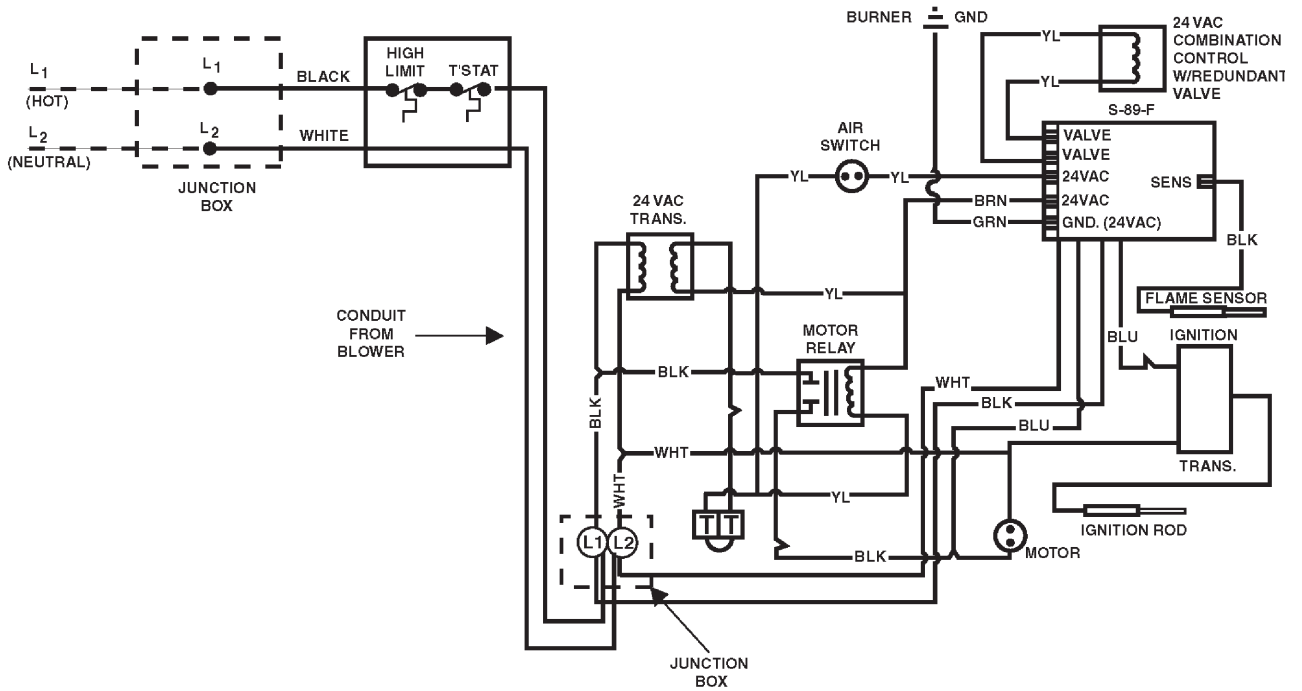 BURNER
GND
24 VAC
COMBINATION
CONTROL
W/REDUNDANT
VALVE
YL
YL
S-89-F
HIGH
LIMIT
T'STAT
L1
(HOT)
L1
BLACK
L2
(NEUTRAL)
L2
WHITE
JUNCTION
BOX
AIR
SWITCH
VALVE
VALVE
YL
YL
24VAC
SENS
BRN
24VAC
GRN
GND. (24VAC)
BLK
24 VAC
TRANS.
YL
FLAME SENSOR
CONDUIT
FROM
BLOWER
MOTOR
RELAY
BLU
IGNITION
BLK
WHT
BLK
BLK
BLU
WHT
TRANS.
WHT
YL
T T
IGNITION ROD
L1
L2
BLK
MOTOR
JUNCTION
BOX